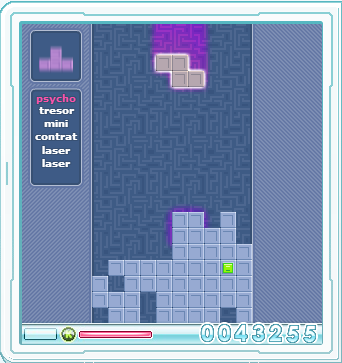 psycho
tresor
mini
contrat
laser
laser
0043255